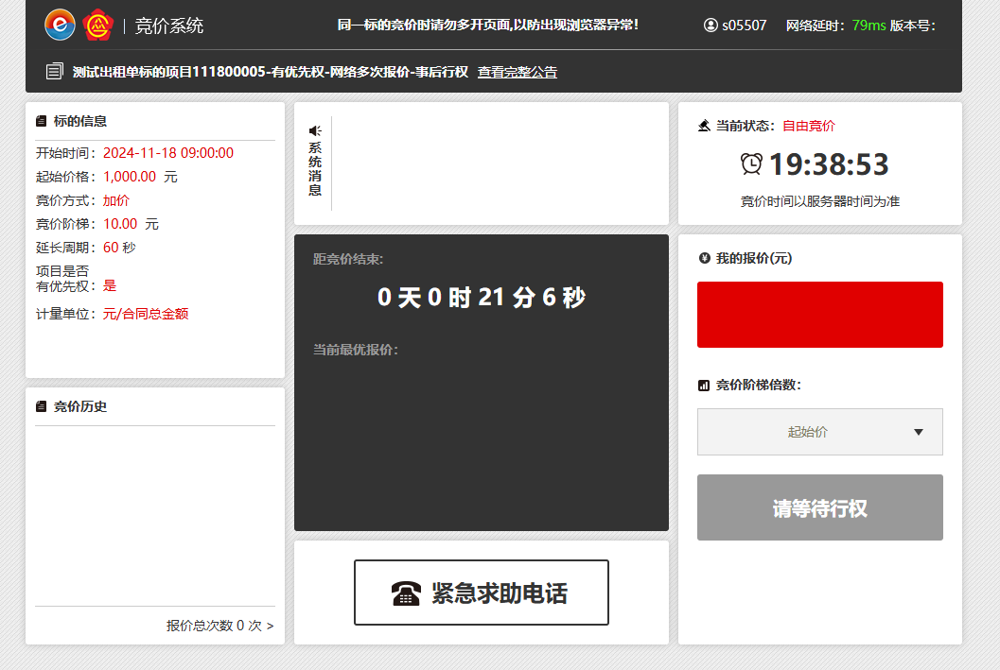 竞价系统
同一标的竞价时请勿多开页面,以防出现浏览器异常!
s05507
网络延时：79ms 版本号：
测试出租单标的项目111800005-有优先权-网络多次报价-事后行权 查看完整公告
标的信息
开始时间：2024-11-18 09:00:00
起始价格：1,000.00 元
竞价方式：加价
竞价阶梯：10.00 元
延长周期：60 秒
项目是否
有优先权：是
计量单位：元/合同总金额
竞价历史
报价总次数 0 次 >
系统消息
距竞价结束:
0 天 0 时 21 分 6 秒
当前最优报价：
紧急求助电话
当前状态：自由竞价
19:38:53
竞价时间以服务器时间为准
我的报价(元)
竞价阶梯倍数：
起始价
请等待行权